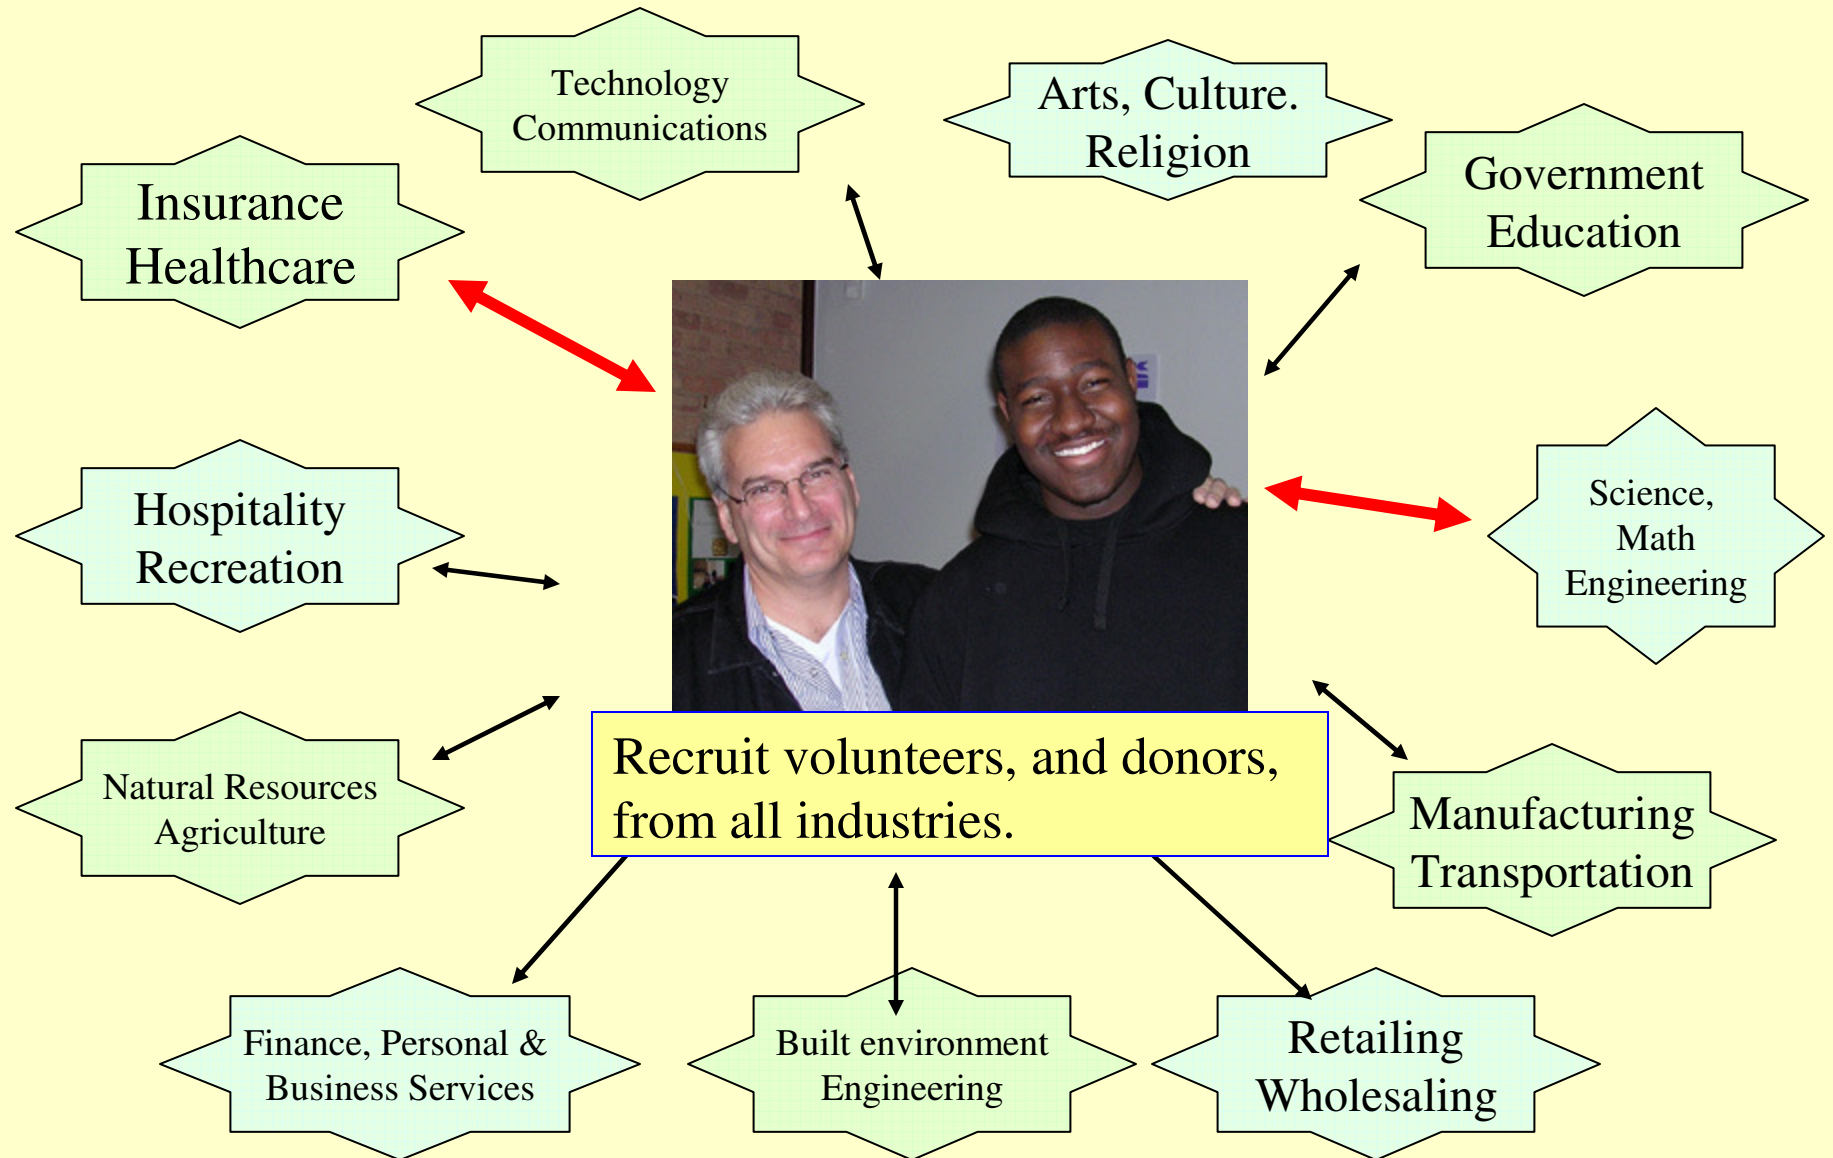 Technology
Communications
Arts, Culture.
Religion
Government
Education
Insurance
Healthcare
Hospitality
Recreation
Science,
Math
Engineering
Natural Resources
Agriculture
Recruit volunteers, and donors,
from all industries.
Manufacturing
Transportation
Finance, Personal &
Business Services
Built environment
Engineering
Retailing
Wholesaling